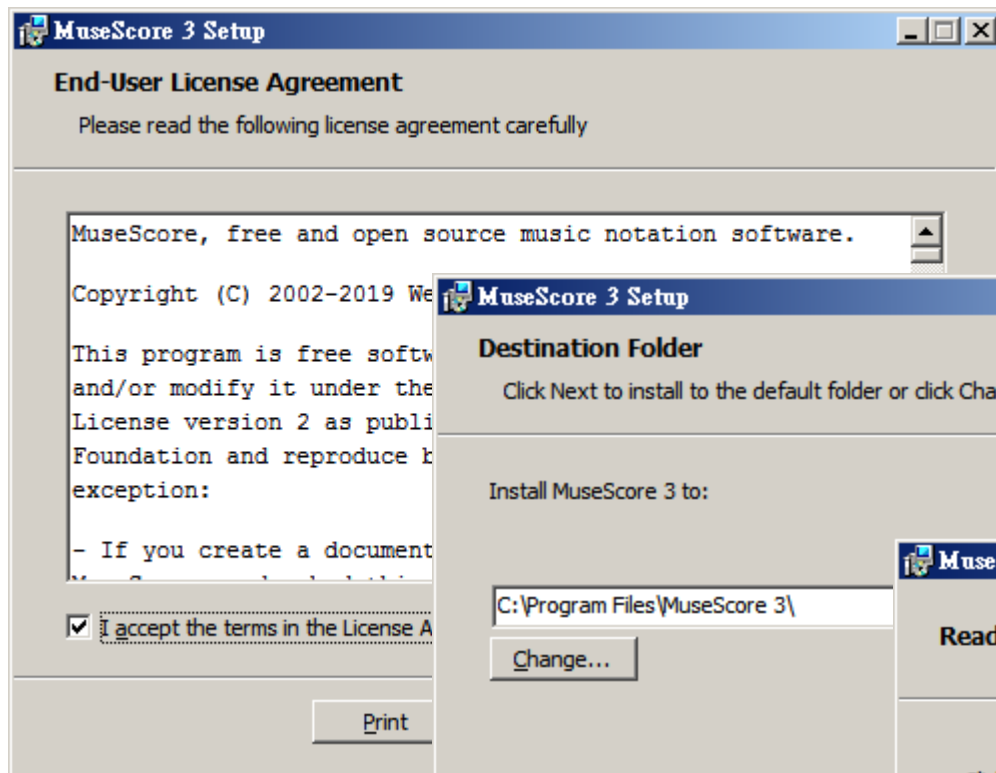 MuseScore 3 Setup
End-User License Agreement
Please read the following license agreement carefully
MuseScore, free and open source music notation software.
Copyright (C) 2002-2019 We
This program is free softw
and/or modify it under the
License version 2 as publi
Foundation and reproduce b
exception:
- If you create a document
I accept the terms in the License A
Print
MuseScore 3 Setup
Destination Folder
Click Next to install to the default folder or click Cha
Install MuseScore 3 to:
C:\Program Files\MuseScore 3\
Change...
Muse
Read